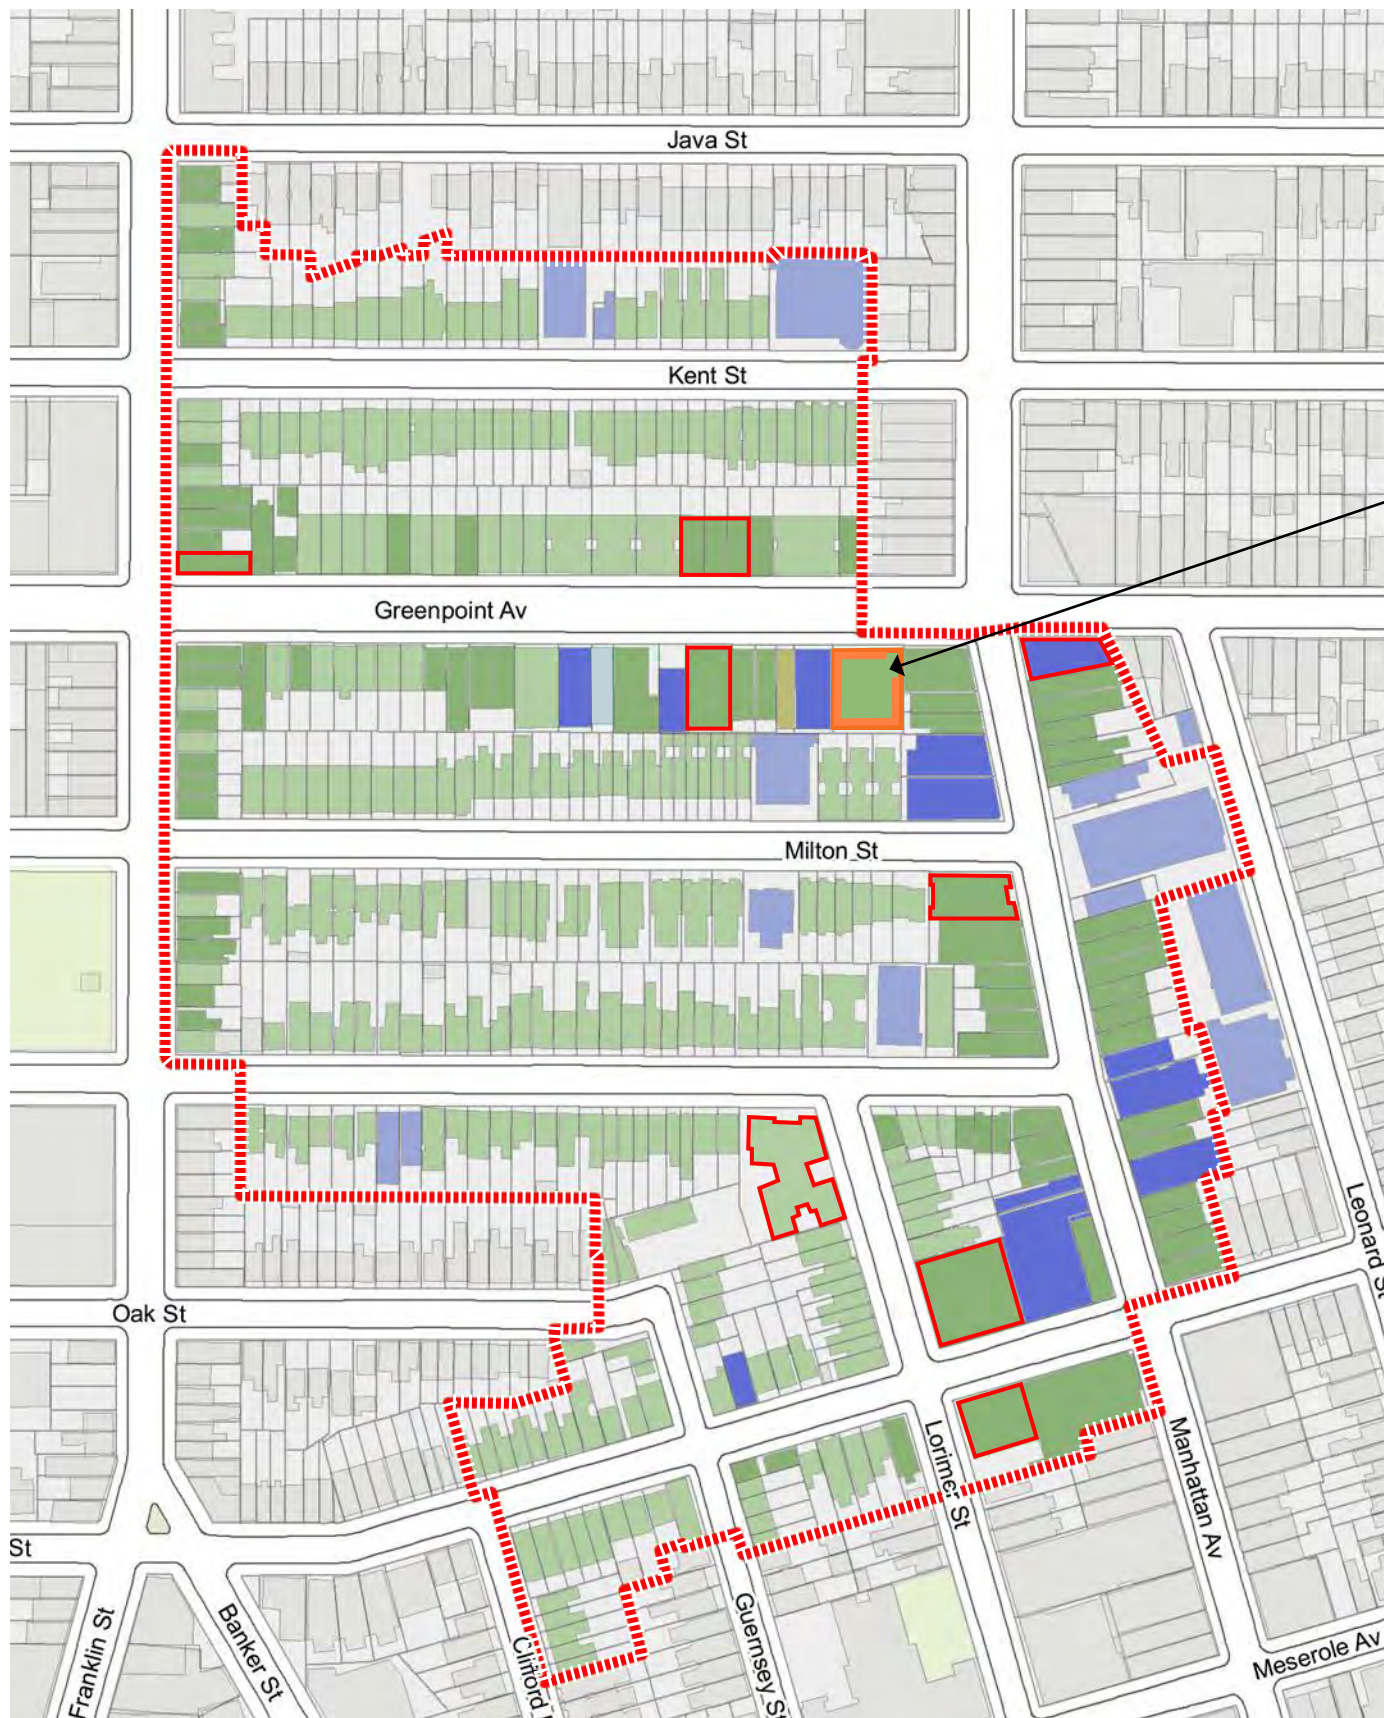 Java St
Kent St
Greenpoint Av
Milton St
Oak St
Leonard St
Lorimer St
Manhattan Av
St
Franklin St
Banker St
Clifford
Guernsey St
Meserole Av